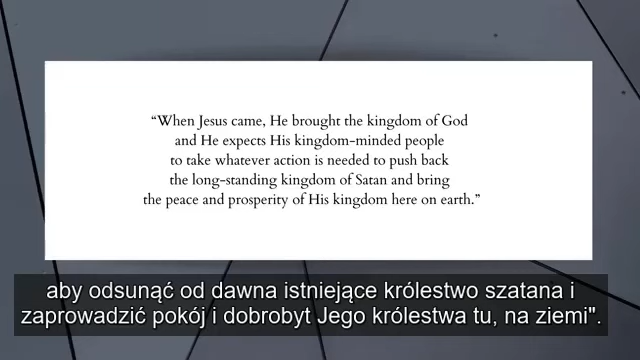 “When Jesus came, He brought the kingdom of God
and He expects His kingdom-minded people
to take whatever action is needed to push back
the long-standing kingdom of Satan and bring
the peace and prosperity of His kingdom here on earth.”
aby odsunąć od dawna istniejące królestwo szatana i
zaprowadzić pokój i dobrobyt Jego królestwa tu, na ziemi".